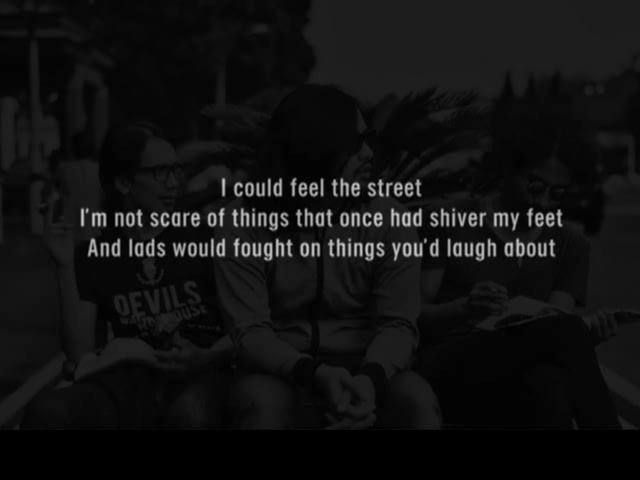 I could feel the street
I'm not scare of things that once had shiver my feet
And lads would fought on things you'd laugh about
DEVILS